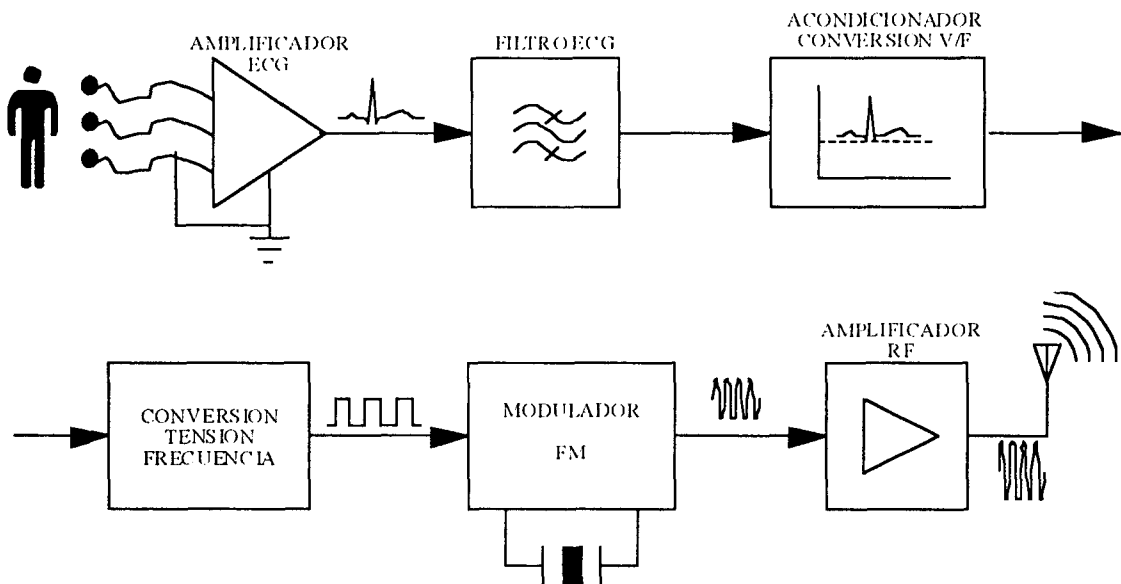 AMPLIFICADOR
ECG
FILTRO ECG
ACONDICIONADOR
CONVERSION V/F
CONVERSION
TENSION
FRECUENCIA
MODULADOR
FM
AMPLIFICADOR
RF